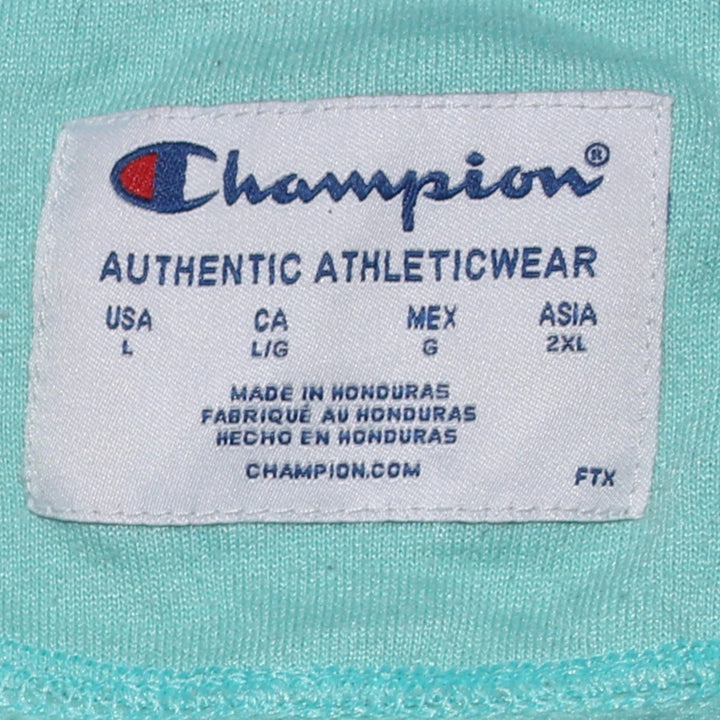 Champion®
AUTHENTIC ATHLETICWEAR
USA CA MEX ASIA
L L/G G 2XL
MADE IN HONDURAS
FABRIQUÉ AU HONDURAS
HECHO EN HONDURAS
CHAMPION.COM
FTX